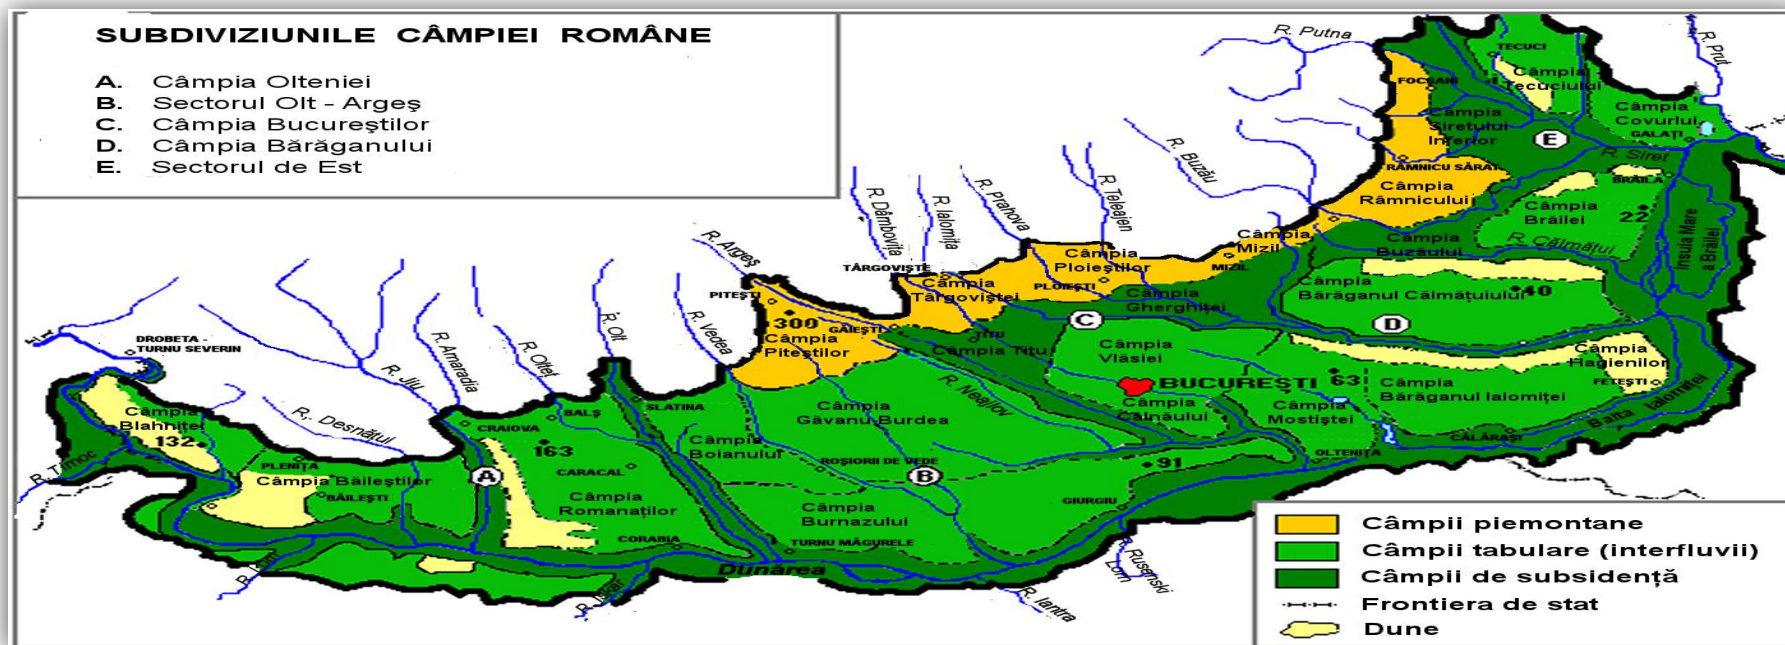 SUBDIVIZIUNILE CÂMPIEI ROMÂNE
A. Câmpia Olteniei
B. Sectorul Olt - Argeş
C. Câmpia Bucureştilor
D. Câmpia Bărăganului
E. Sectorul de Est
R. Putna
R. Prut
TECUCI
Câmpia
Tecuciului
FOCŞANI
Câmpia
Covurlui
GALAŢI
Câmpia
Siretului
Inferior
E
R. Siret
R. Buzău
RÂMNICU SĂRAT
Câmpia
Râmnicului
BRĂILA
Câmpia
Brăilei
22
Insula Mare
a Brăilei
R. Dâmboviţa
R. Ialomiţa
R. Prahova
R. Teleajen
R. Călmăţui
Câmpia
Buzăului
Câmpia
Mizil
MIZIL
R. Argeş
TÂRGOVIŞTE
Câmpia
Ploieştilor
PLOIEŞTI
Câmpia
Târgoviştei
Câmpia
Gherghiţei
Câmpia
Bărăganul Călmăţuiului
40
PITEŞTI
300
Câmpia
Piteştilor
GĂIEŞTI
TITU
Câmpia Titu
C
D
Câmpia
Vlăsiei
Câmpia
Hagienilor
FETEŞTI
BUCUREŞTI
63
Câmpia
Bărăganul Ialomiţei
Balta Ialomiţei
DROBETA -
TURNU SEVERIN
R. Jiu
R. Amaradia
R. Olteţ
R. Olt
R. Vedea
R. Neajlov
Câmpia
Câlnăului
Câmpia
Mostiştei
CĂLĂRAŞI
OLTENIŢA
Câmpia
Blahniţei
132
R. Desnăţul
CRAIOVA
BALŞ
SLATINA
Câmpia
Găvanu-Burdea
Câmpia
Boianului
163
R. Timoc
PLENIŢA
Câmpia Băileştilor
BĂILEŞTI
A
CARACAL
ROŞIORII DE VEDE
B
91
Câmpia
Romanaţilor
Câmpia
Burnazului
GIURGIU
CORABIA
TURNU MĂGURELE
Dunărea
R. Lom
R. Iskar
R. Iantra
R. Rusenski
Lom
Câmpii piemontane
Câmpii tabulare (interfluvii)
Câmpii de subsidenţă
Frontiera de stat
Dune